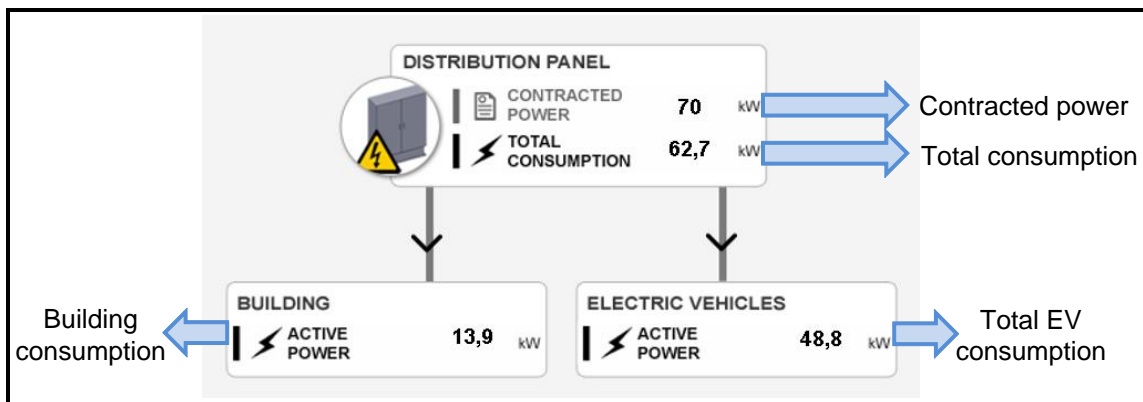 DISTRIBUTION PANEL
CONTRACTED
POWER
70 kW
Contracted power
TOTAL
CONSUMPTION
62,7 kW
Total consumption
BUILDING
ACTIVE
POWER
13,9 kW
Building
consumption
ELECTRIC VEHICLES
ACTIVE
POWER
48,8 kW
Total EV
consumption